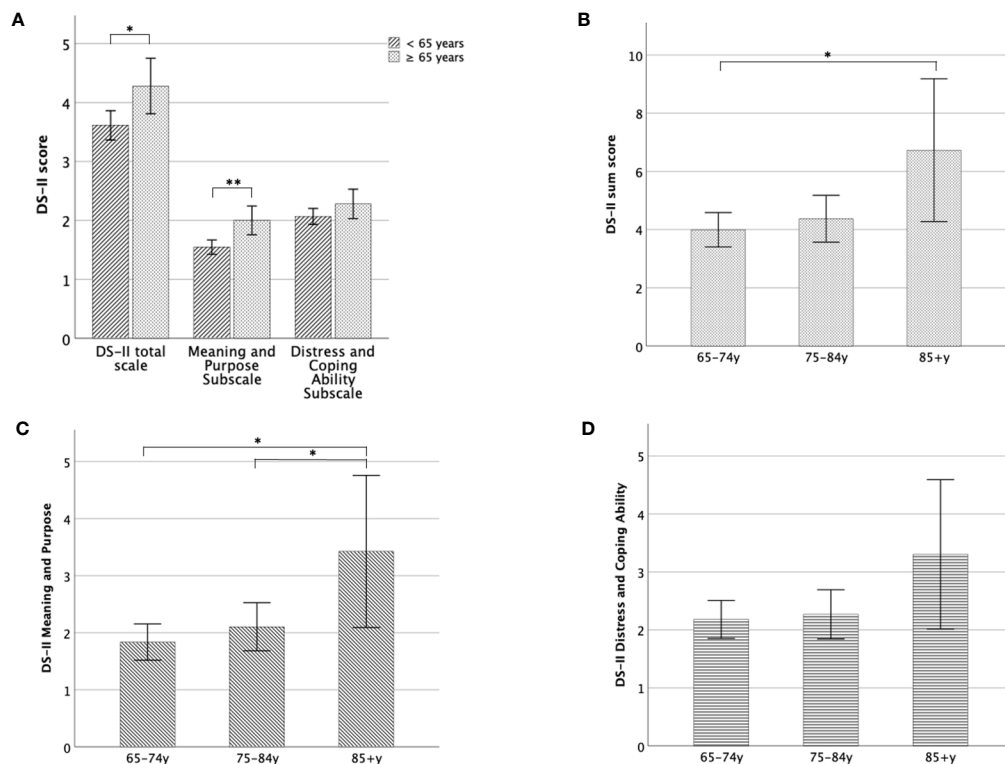 A
DS-II score
5
4
3
2
1
0
*
**
< 65 years
≥ 65 years
DS-II total
scale
Meaning and
Purpose
Subscale
Distress and
Coping
Ability
Subscale
B
DS-II sum score
10
8
6
4
2
0
*
65-74y
75-84y
85+y
C
DS-II Meaning and Purpose
5
4
3
2
1
0
*
*
65-74y
75-84y
85+y
D
DS-II Distress and Coping Ability
5
4
3
2
1
0
65-74y
75-84y
85+y